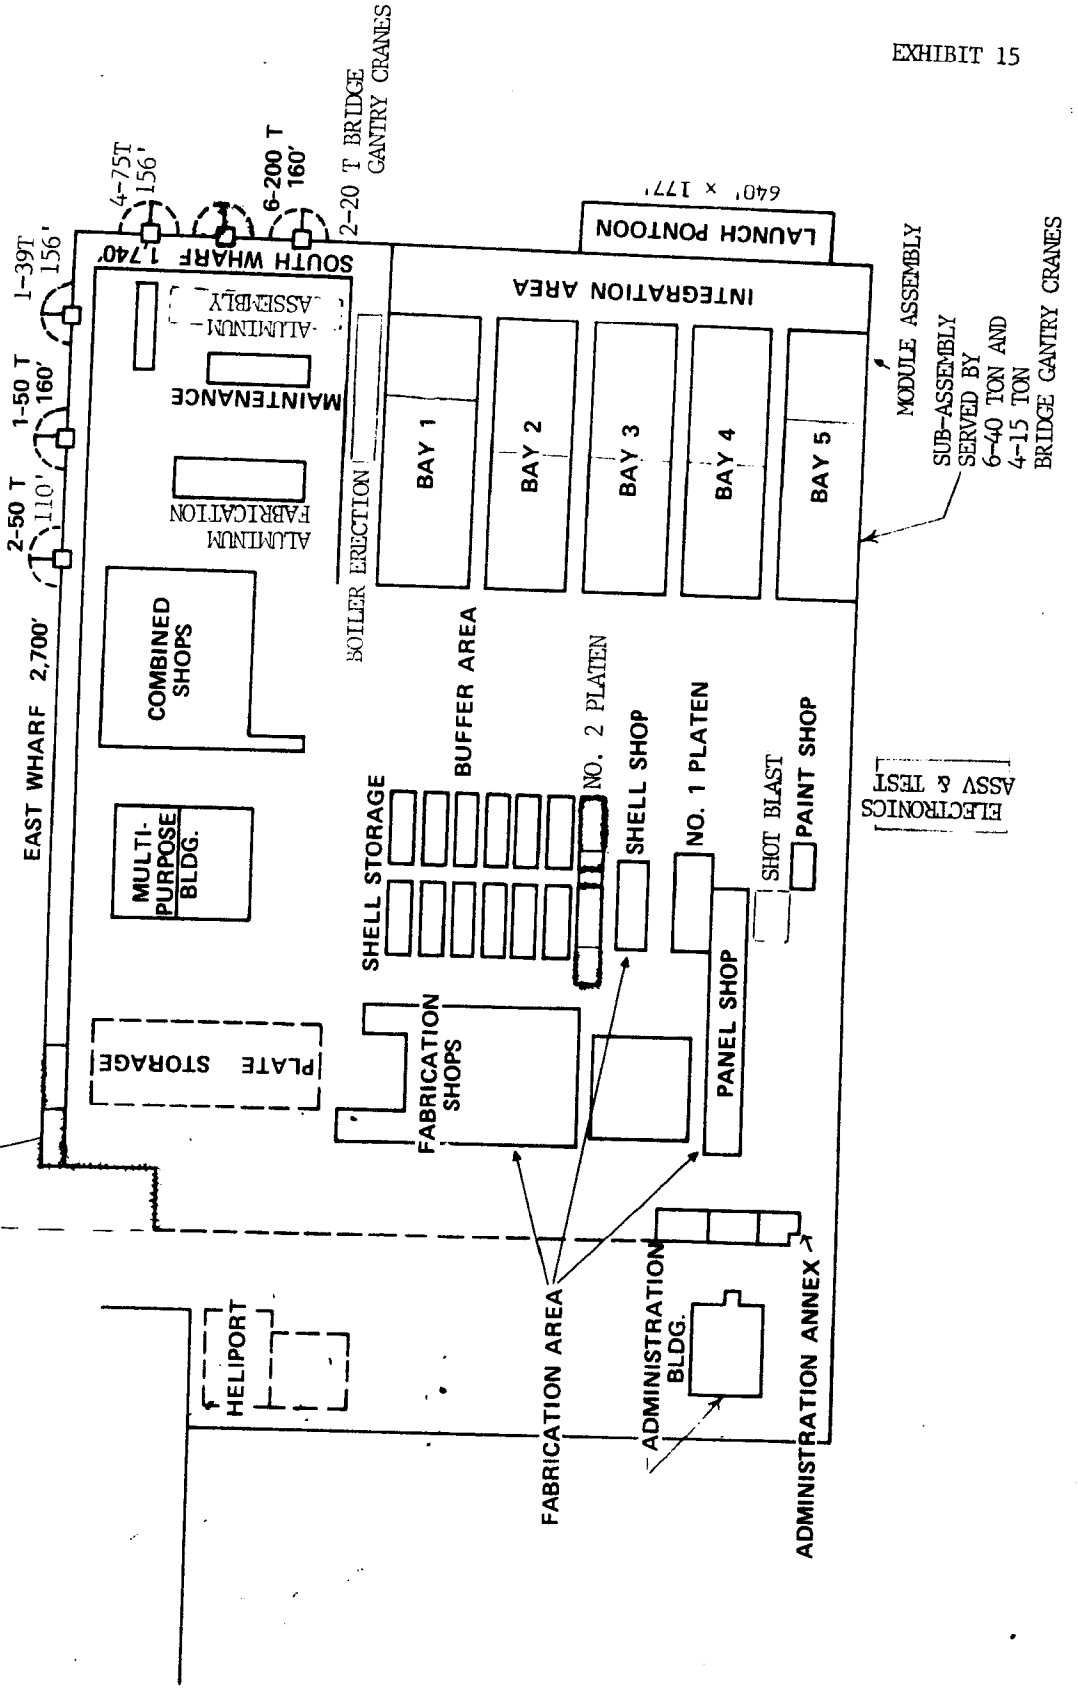 EXHIBIT 15
4-75T
156'
6-200 T
160'
2-20 T BRIDGE
GANTRY CRANES
1-39T
156'
1-50 T
160'
2-50 T
110'
EAST WHARF 2,700'
SOUTH WHARF 1,740'
640' x 177'
LAUNCH PONTOON
INTEGRATION AREA
ALUMINUM
ASSEMBLY
MAINTENANCE
ALUMINUM
FABRICATION
BOILER ERECTION
BAY 1
BAY 2
BAY 3
BAY 4
BAY 5
MODULE ASSEMBLY
SUB-ASSEMBLY
SERVED BY
6-40 TON AND
4-15 TON
BRIDGE GANTRY CRANES
COMBINED
SHOPS
MULTI-
PURPOSE
BLDG.
BUFFER AREA
SHELL STORAGE
NO. 2 PLATEN
SHELL SHOP
NO. 1 PLATEN
SHOT BLAST
PAINT SHOP
ELECTRONICS
ASSV & TEST
PLATE STORAGE
FABRICATION
SHOPS
PANEL SHOP
HELIPORT
FABRICATION AREA
ADMINISTRATION
BLDG.
ADMINISTRATION ANNEX